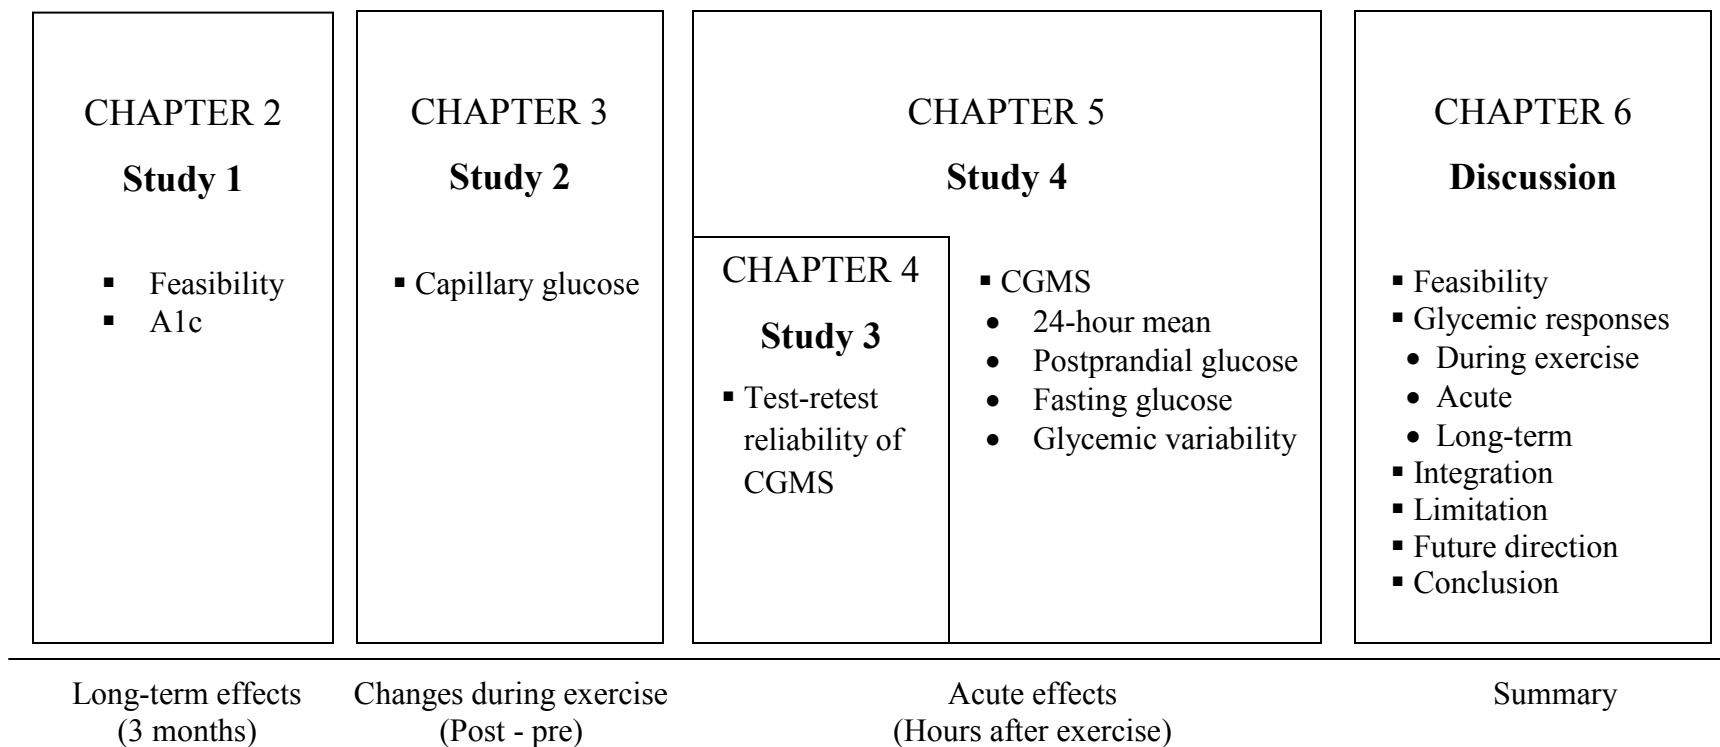 CHAPTER 2
Study 1
▪ Feasibility
▪ A1c
CHAPTER 3
Study 2
▪ Capillary glucose
CHAPTER 5
Study 4
CHAPTER 4
Study 3
▪ Test-retest
reliability of
CGMS
▪ CGMS
• 24-hour mean
• Postprandial glucose
• Fasting glucose
• Glycemic variability
CHAPTER 6
Discussion
▪ Feasibility
▪ Glycemic responses
• During exercise
• Acute
• Long-term
▪ Integration
▪ Limitation
▪ Future direction
▪ Conclusion
Long-term effects
(3 months)
Changes during exercise
(Post - pre)
Acute effects
(Hours after exercise)
Summary